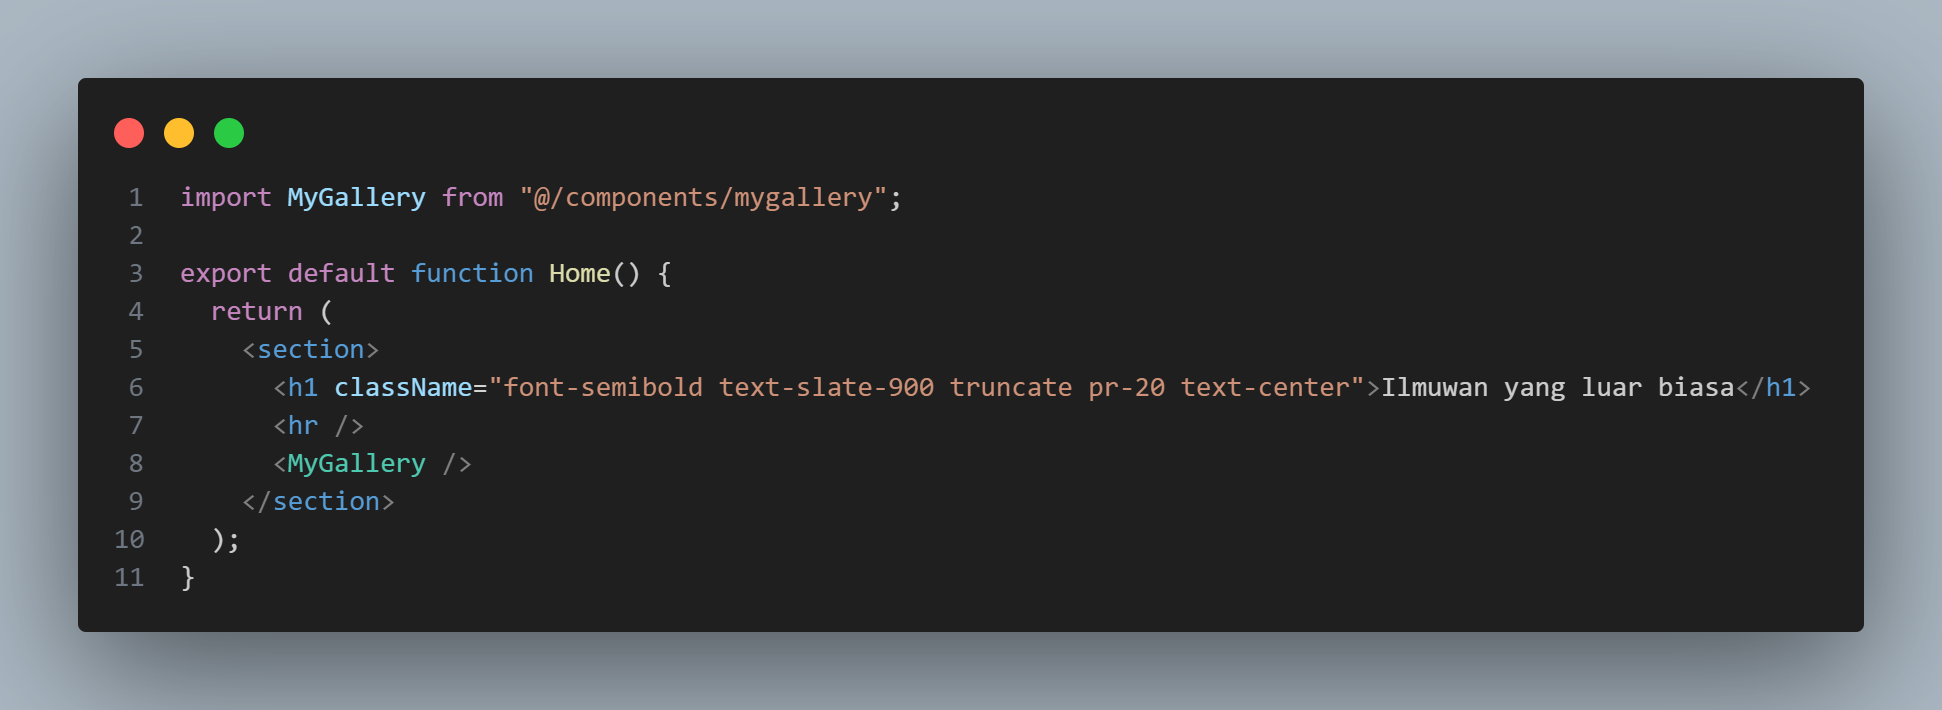 1 import MyGallery from "@/components/mygallery";
2
3 export default function Home() {
4   return (
5     <section>
6       <h1 className="font-semibold text-slate-900 truncate pr-20 text-center">Ilmuwan yang luar biasa</h1>
7       <hr />
8       <MyGallery />
9     </section>
10   );
11 }